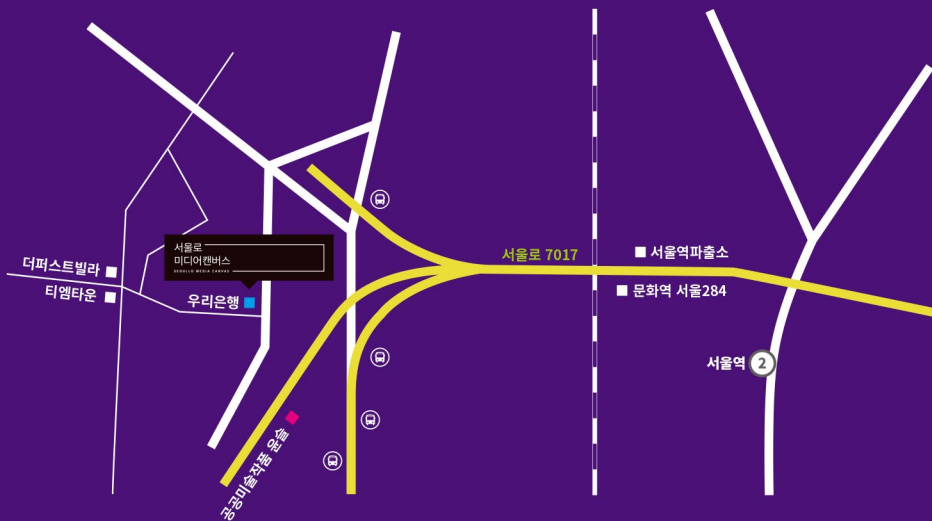 서울로
미디어캔버스
SEOULLO MEDIA CANVAS
더퍼스트빌라
티엠타운
우리은행
서울로 7017
서울역파출소
문화역 서울284
서울역 2
공공미술작품 윤슬